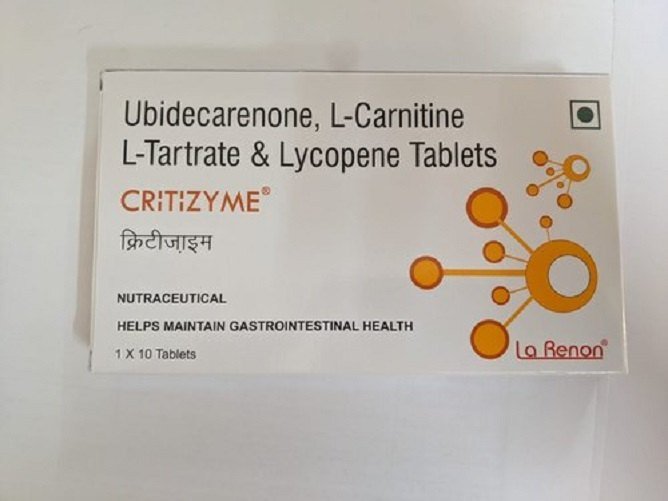 Ubidecarenone, L-Carnitine
L-Tartrate & Lycopene Tablets
CRITIZYME®
क्रिटीज़ाइम
NUTRACEUTICAL
HELPS MAINTAIN GASTROINTESTINAL HEALTH
1 X 10 Tablets
La Renon®